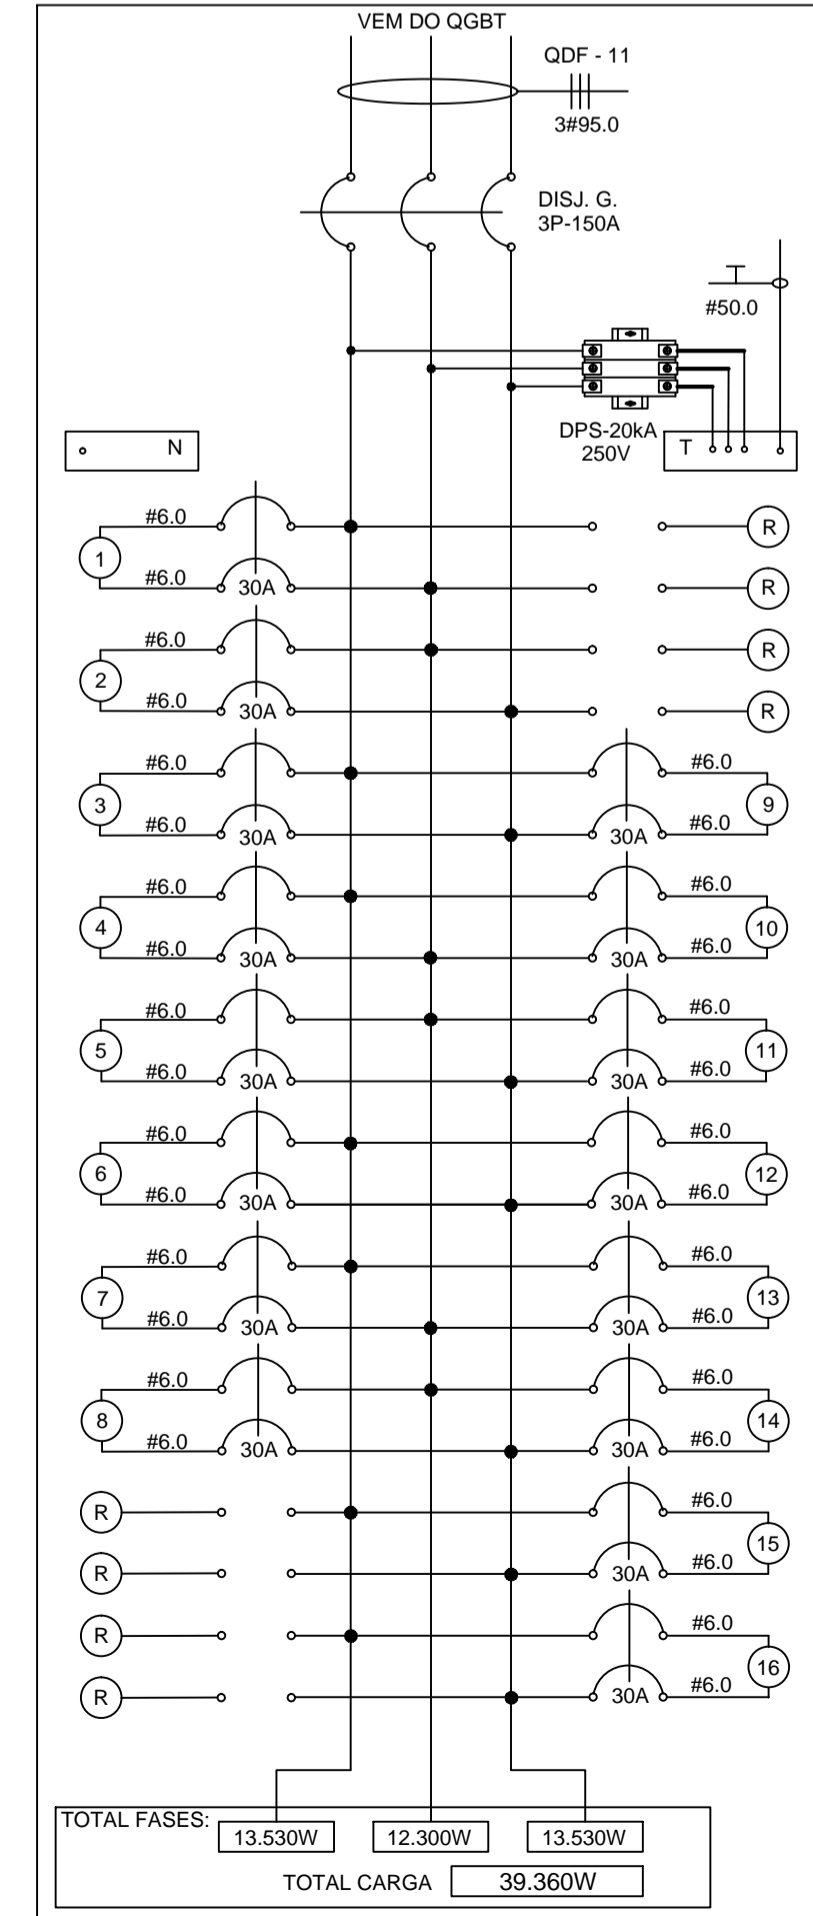 VEM DO QGBT
QDF - 11
3#95.0
DISJ. G.
3P-150A
#50.0
DPS-20kA
250V
N
T
#6.0
1
#6.0
30A
R
R
#6.0
2
#6.0
30A
R
R
#6.0
3
#6.0
30A
#6.0
9
30A
#6.0
#6.0
4
#6.0
30A
#6.0
10
30A
#6.0
#6.0
5
#6.0
30A
#6.0
11
30A
#6.0
#6.0
6
#6.0
30A
#6.0
12
30A
#6.0
#6.0
7
#6.0
30A
#6.0
13
30A
#6.0
#6.0
8
#6.0
30A
#6.0
14
30A
#6.0
R
R
#6.0
15
30A
#6.0
R
R
#6.0
16
30A
#6.0
TOTAL FASES:
13.530W
12.300W
13.530W
TOTAL CARGA
39.360W